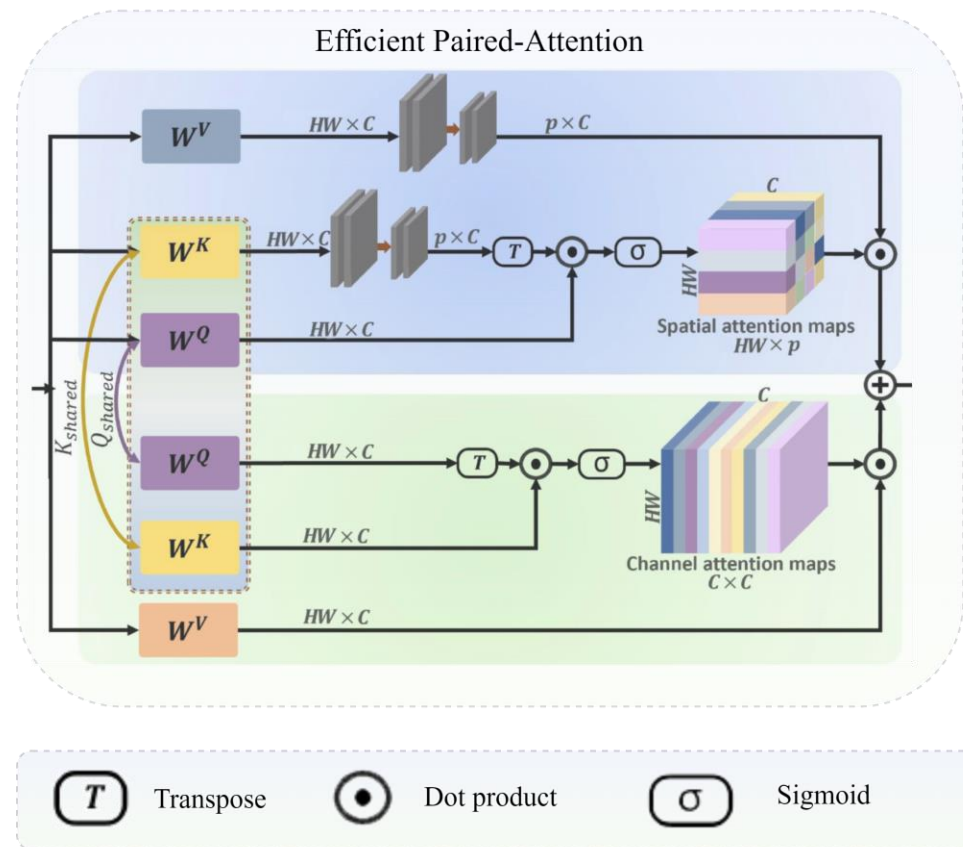 Efficient Paired-Attention
W^V
HW × C
p × C
W^K
HW × C
p × C
T
σ
C
HW
Spatial attention maps
HW × p
W^Q
HW × C
K_shared
Q_shared
W^Q
HW × C
T
σ
C
HW
Channel attention maps
C × C
W^K
HW × C
W^V
HW × C
T Transpose
Dot product
σ Sigmoid